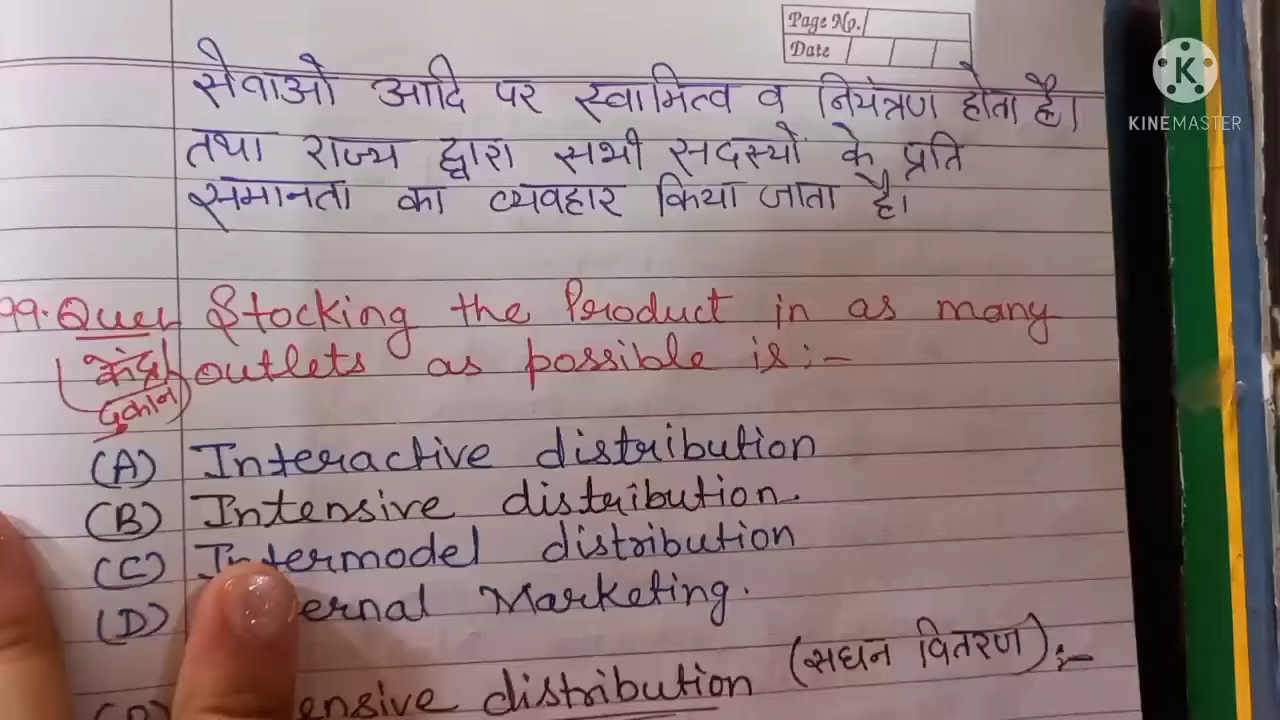 Page No.
Date
KINEMASTER
सेवाओं आदि पर स्वामित्व व नियंत्रण होता है।
तथा राज्य द्वारा सभी सदस्यों के प्रति
समानता का व्यवहार किया जाता है।
99. Ques Stocking the Product in as many
केंद्र outlets as possible is:-
दुकान
(A) Interactive distribution
(B) Intensive distribution.
(C) Intermodel distribution
(D) ernal Marketing.
ensive distribution (सघन वितरण):-